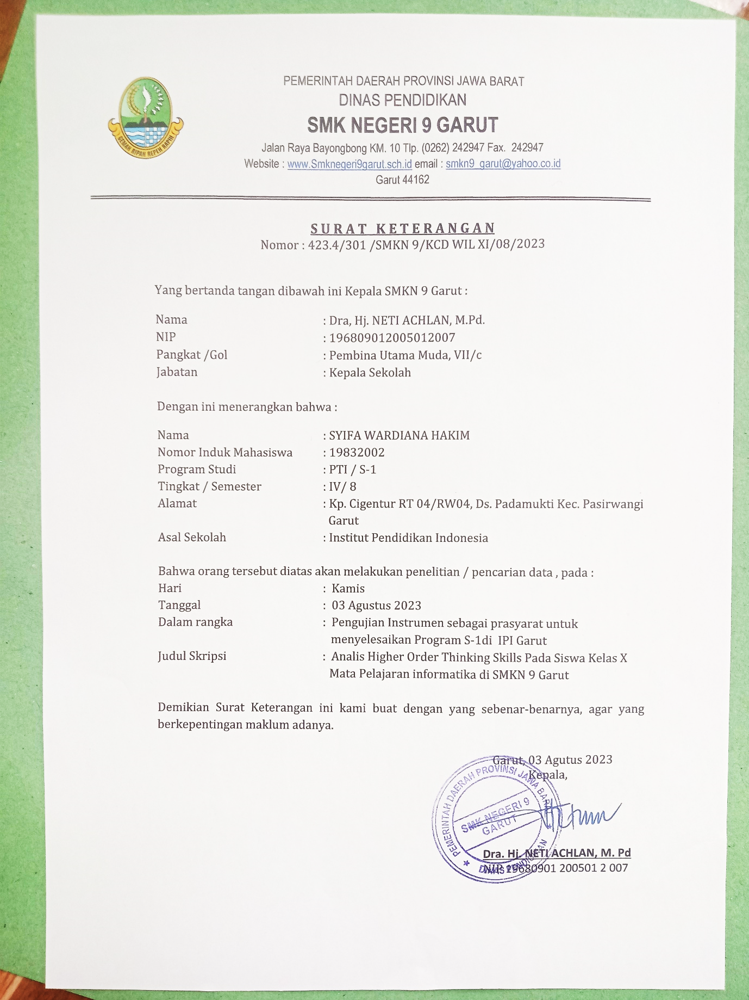 PEMERINTAH DAERAH PROVINSI JAWA BARAT
DINAS PENDIDIKAN
SMK NEGERI 9 GARUT
Jalan Raya Bayongbong KM. 10 Tlp. (0262) 242947 Fax. 242947
Website : www.Smknegeri9garut.sch.id email : smkn9_garut@yahoo.co.id
Garut 44162
GEMAH RIPAH REPEH RAPIH
SURAT KETERANGAN
Nomor : 423.4/301 /SMKN 9/KCD WIL XI/08/2023
Yang bertanda tangan dibawah ini Kepala SMKN 9 Garut :
Nama : Dra, Hj. NETI ACHLAN, M.Pd.
NIP : 196809012005012007
Pangkat /Gol : Pembina Utama Muda, VII/c
Jabatan : Kepala Sekolah
Dengan ini menerangkan bahwa :
Nama : SYIFA WARDIANA HAKIM
Nomor Induk Mahasiswa : 19832002
Program Studi : PTI / S-1
Tingkat / Semester : IV/ 8
Alamat : Kp. Cigentur RT 04/RW04, Ds. Padamukti Kec. Pasirwangi
Garut
Asal Sekolah : Institut Pendidikan Indonesia
Bahwa orang tersebut diatas akan melakukan penelitian / pencarian data , pada :
Hari : Kamis
Tanggal : 03 Agustus 2023
Dalam rangka : Pengujian Instrumen sebagai prasyarat untuk
menyelesaikan Program S-1di IPI Garut
Judul Skripsi : Analis Higher Order Thinking Skills Pada Siswa Kelas X
Mata Pelajaran informatika di SMKN 9 Garut
Demikian Surat Keterangan ini kami buat dengan yang sebenar-benarnya, agar yang
berkepentingan maklum adanya.
Garut, 03 Agutus 2023
Kepala,
PEMERINTAH DAERAH PROVINSI JAWA BARAT
SMK NEGERI 9
GARUT
DINAS PENDIDIKAN
Dra. Hj. NETI ACHLAN, M. Pd
NIP. 19680901 200501 2 007